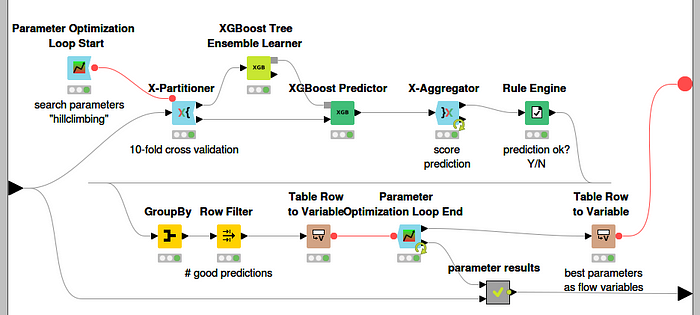 Parameter Optimization
Loop Start
search parameters
"hillclimbing"
XGBoost Tree
Ensemble Learner
XGB
X-Partitioner
X{
10-fold cross validation
XGBoost Predictor
XGB
X-Aggregator
}X
score
prediction
Rule Engine
prediction ok?
Y/N
GroupBy
Row Filter
# good predictions
Table Row
to Variable
V
Parameter
Optimization Loop End
parameter results
Table Row
to Variable
V
best parameters
as flow variables